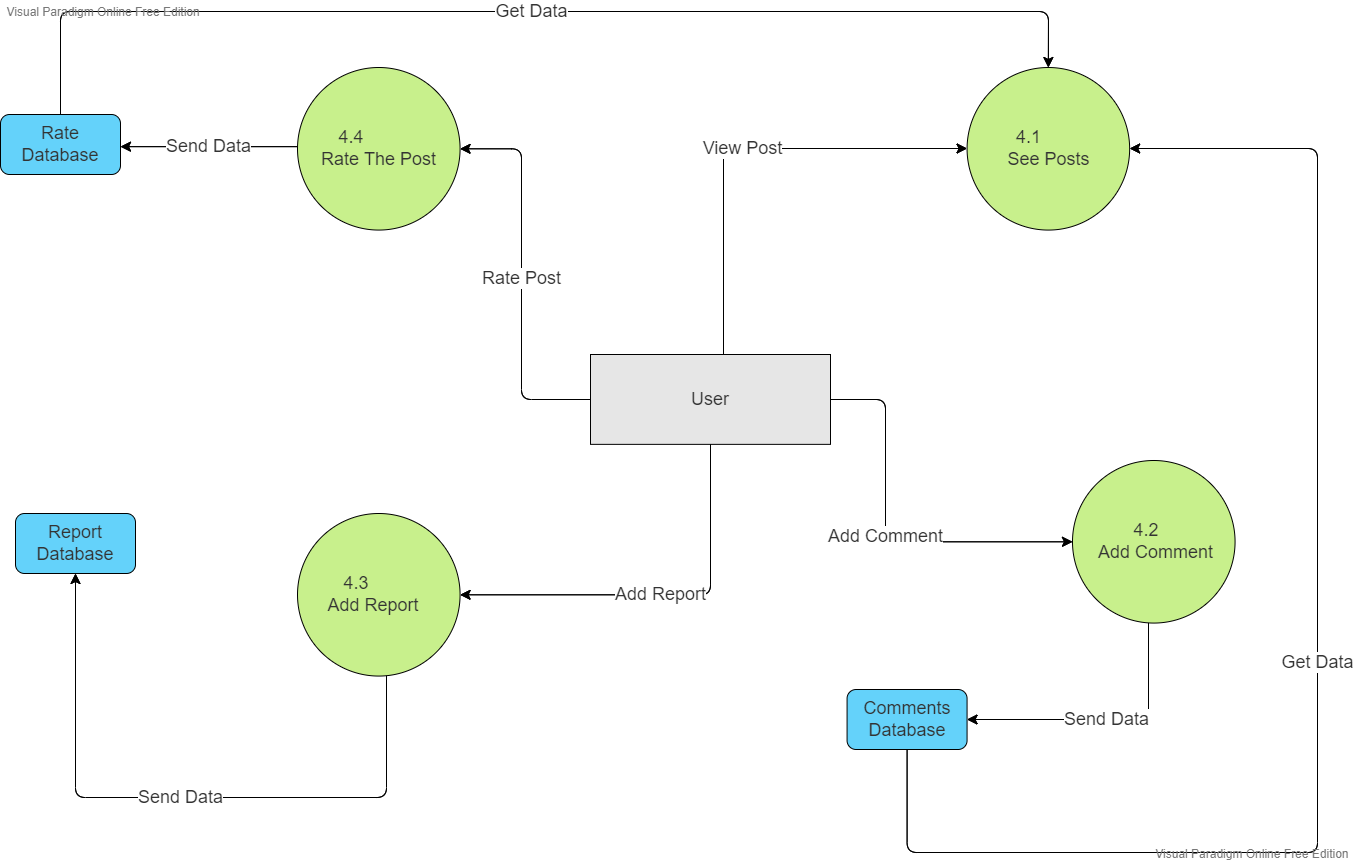 Visual Paradigm Online Free Edition
Get Data
Rate
Database
Send Data
4.4
Rate The Post
View Post
4.1
See Posts
Rate Post
User
Report
Database
4.3
Add Report
Add Report
Add Comment
4.2
Add Comment
Get Data
Comments
Database
Send Data
Send Data
Visual Paradigm Online Free Edition